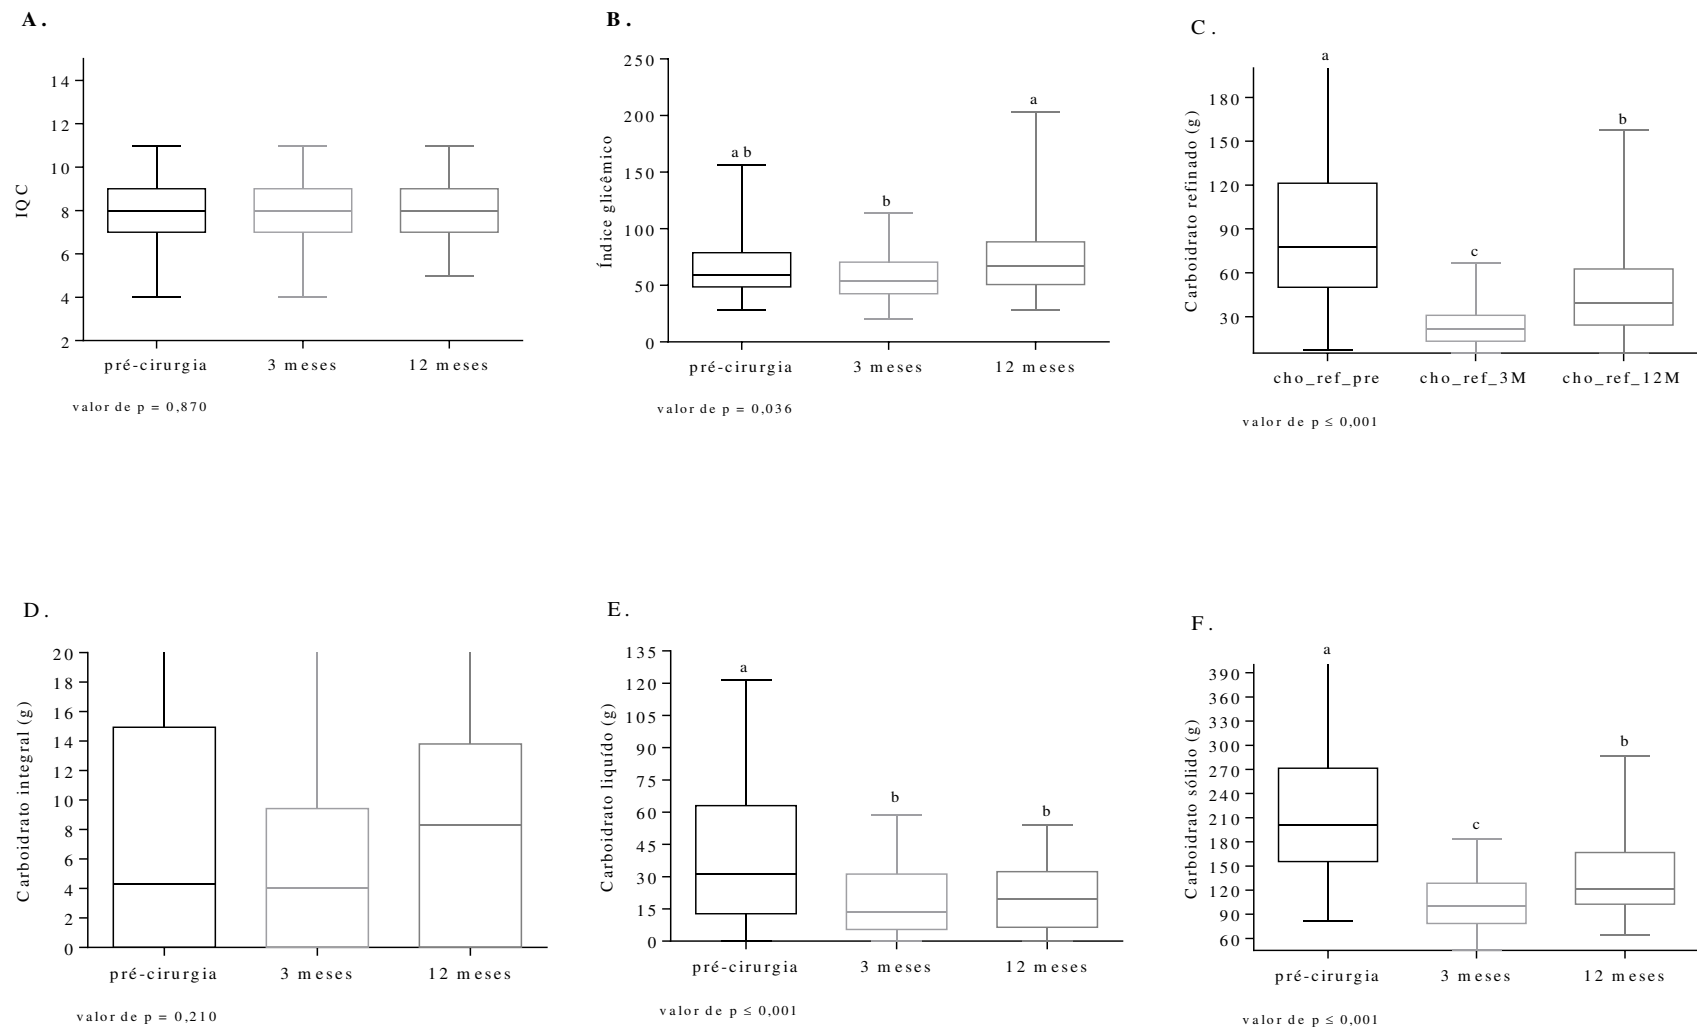 A.
IQC
14
12
10
8
6
4
2
pré-cirurgia 3 meses 12 meses
valor de p = 0,870
B.
Índice glicêmico
250
200
150
100
50
0
a b
b
a
pré-cirurgia 3 meses 12 meses
valor de p = 0,036
C.
Carboidrato refinado (g)
180
150
120
90
60
30
a
c
b
cho_ref_pre cho_ref_3M cho_ref_12M
valor de p ≤ 0,001
D.
Carboidrato integral (g)
20
18
16
14
12
10
8
6
4
2
0
pré-cirurgia 3 meses 12 meses
valor de p = 0,210
E.
Carboidrato liquído (g)
135
120
105
90
75
60
45
30
15
0
a
b
b
pré-cirurgia 3 meses 12 meses
valor de p ≤ 0,001
F.
Carboidrato sólido (g)
390
360
330
300
270
240
210
180
150
120
90
60
a
c
b
pré-cirurgia 3 meses 12 meses
valor de p ≤ 0,001